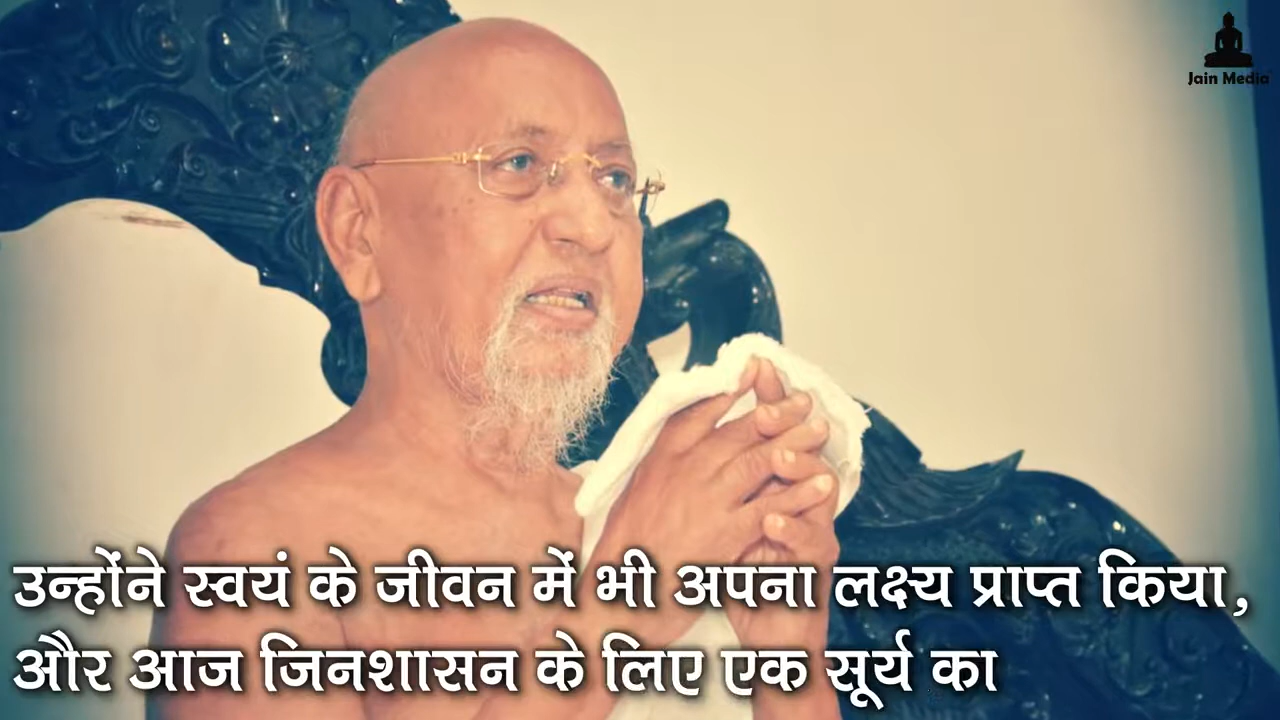 Jain Media
उन्होंने स्वयं के जीवन में भी अपना लक्ष्य प्राप्त किया,
और आज जिनशासन के लिए एक सूर्य का